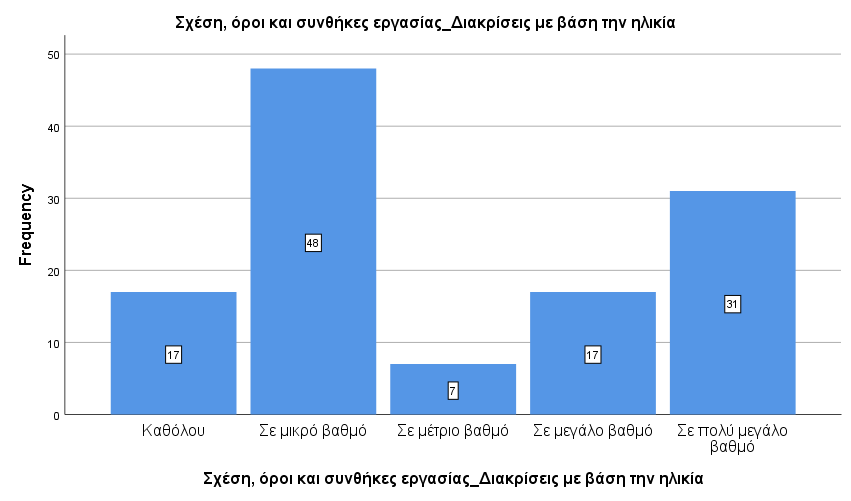 Σχέση, όροι και συνθήκες εργασίας_Διακρίσεις με βάση την ηλικία
50
40
30
20
10
0
Frequency
17
48
7
17
31
Καθόλου
Σε μικρό βαθμό
Σε μέτριο βαθμό
Σε μεγάλο βαθμό
Σε πολύ μεγάλο
βαθμό
Σχέση, όροι και συνθήκες εργασίας_Διακρίσεις με βάση την ηλικία